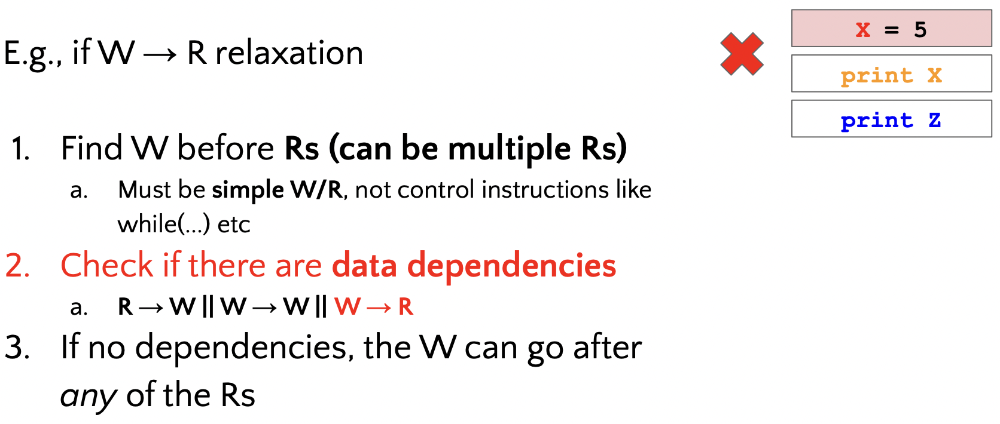 E.g., if W → R relaxation
X = 5
print X
print Z
1. Find W before Rs (can be multiple Rs)
a. Must be simple W/R, not control instructions like
while(...) etc
2. Check if there are data dependencies
a. R → W || W → W || W → R
3. If no dependencies, the W can go after
any of the Rs